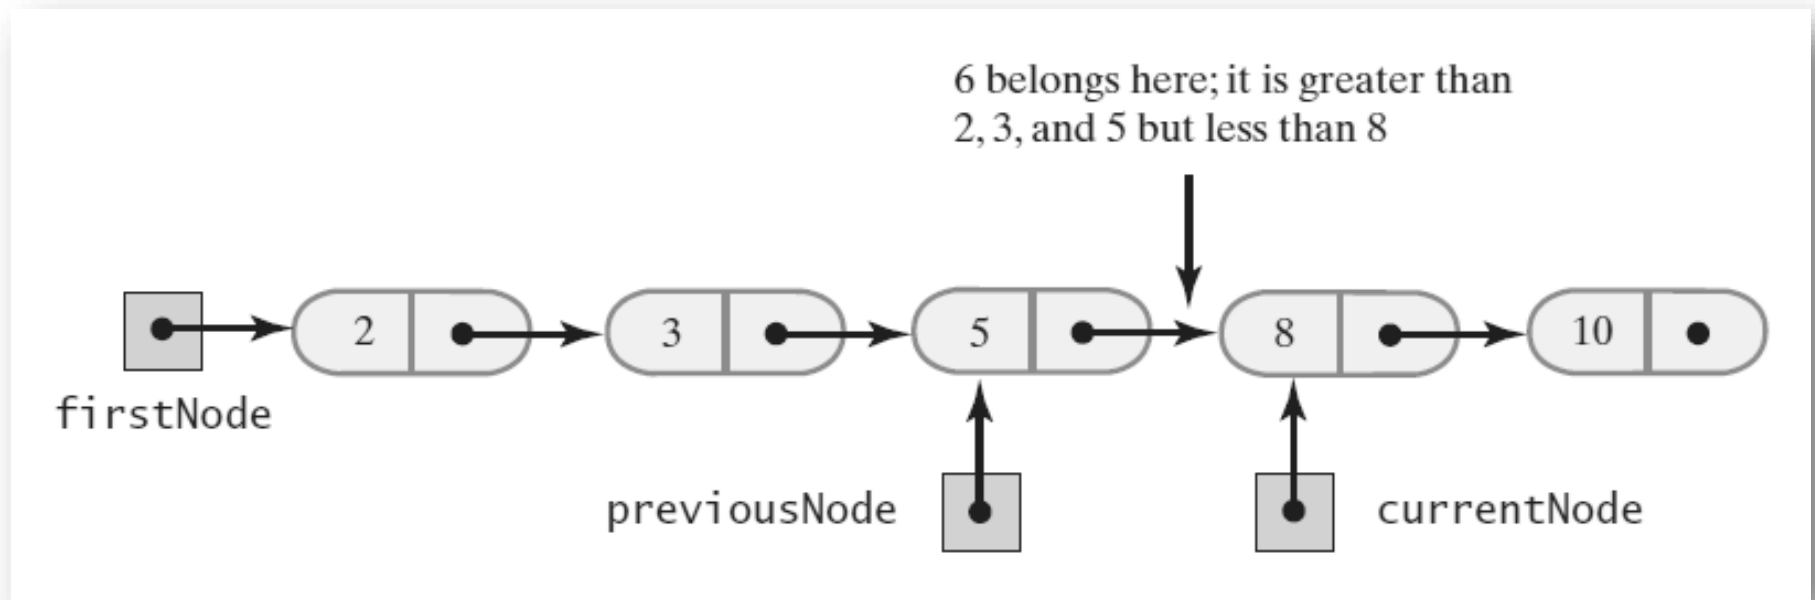 6 belongs here; it is greater than
2, 3, and 5 but less than 8
2 3 5 8 10
firstNode
previousNode currentNode